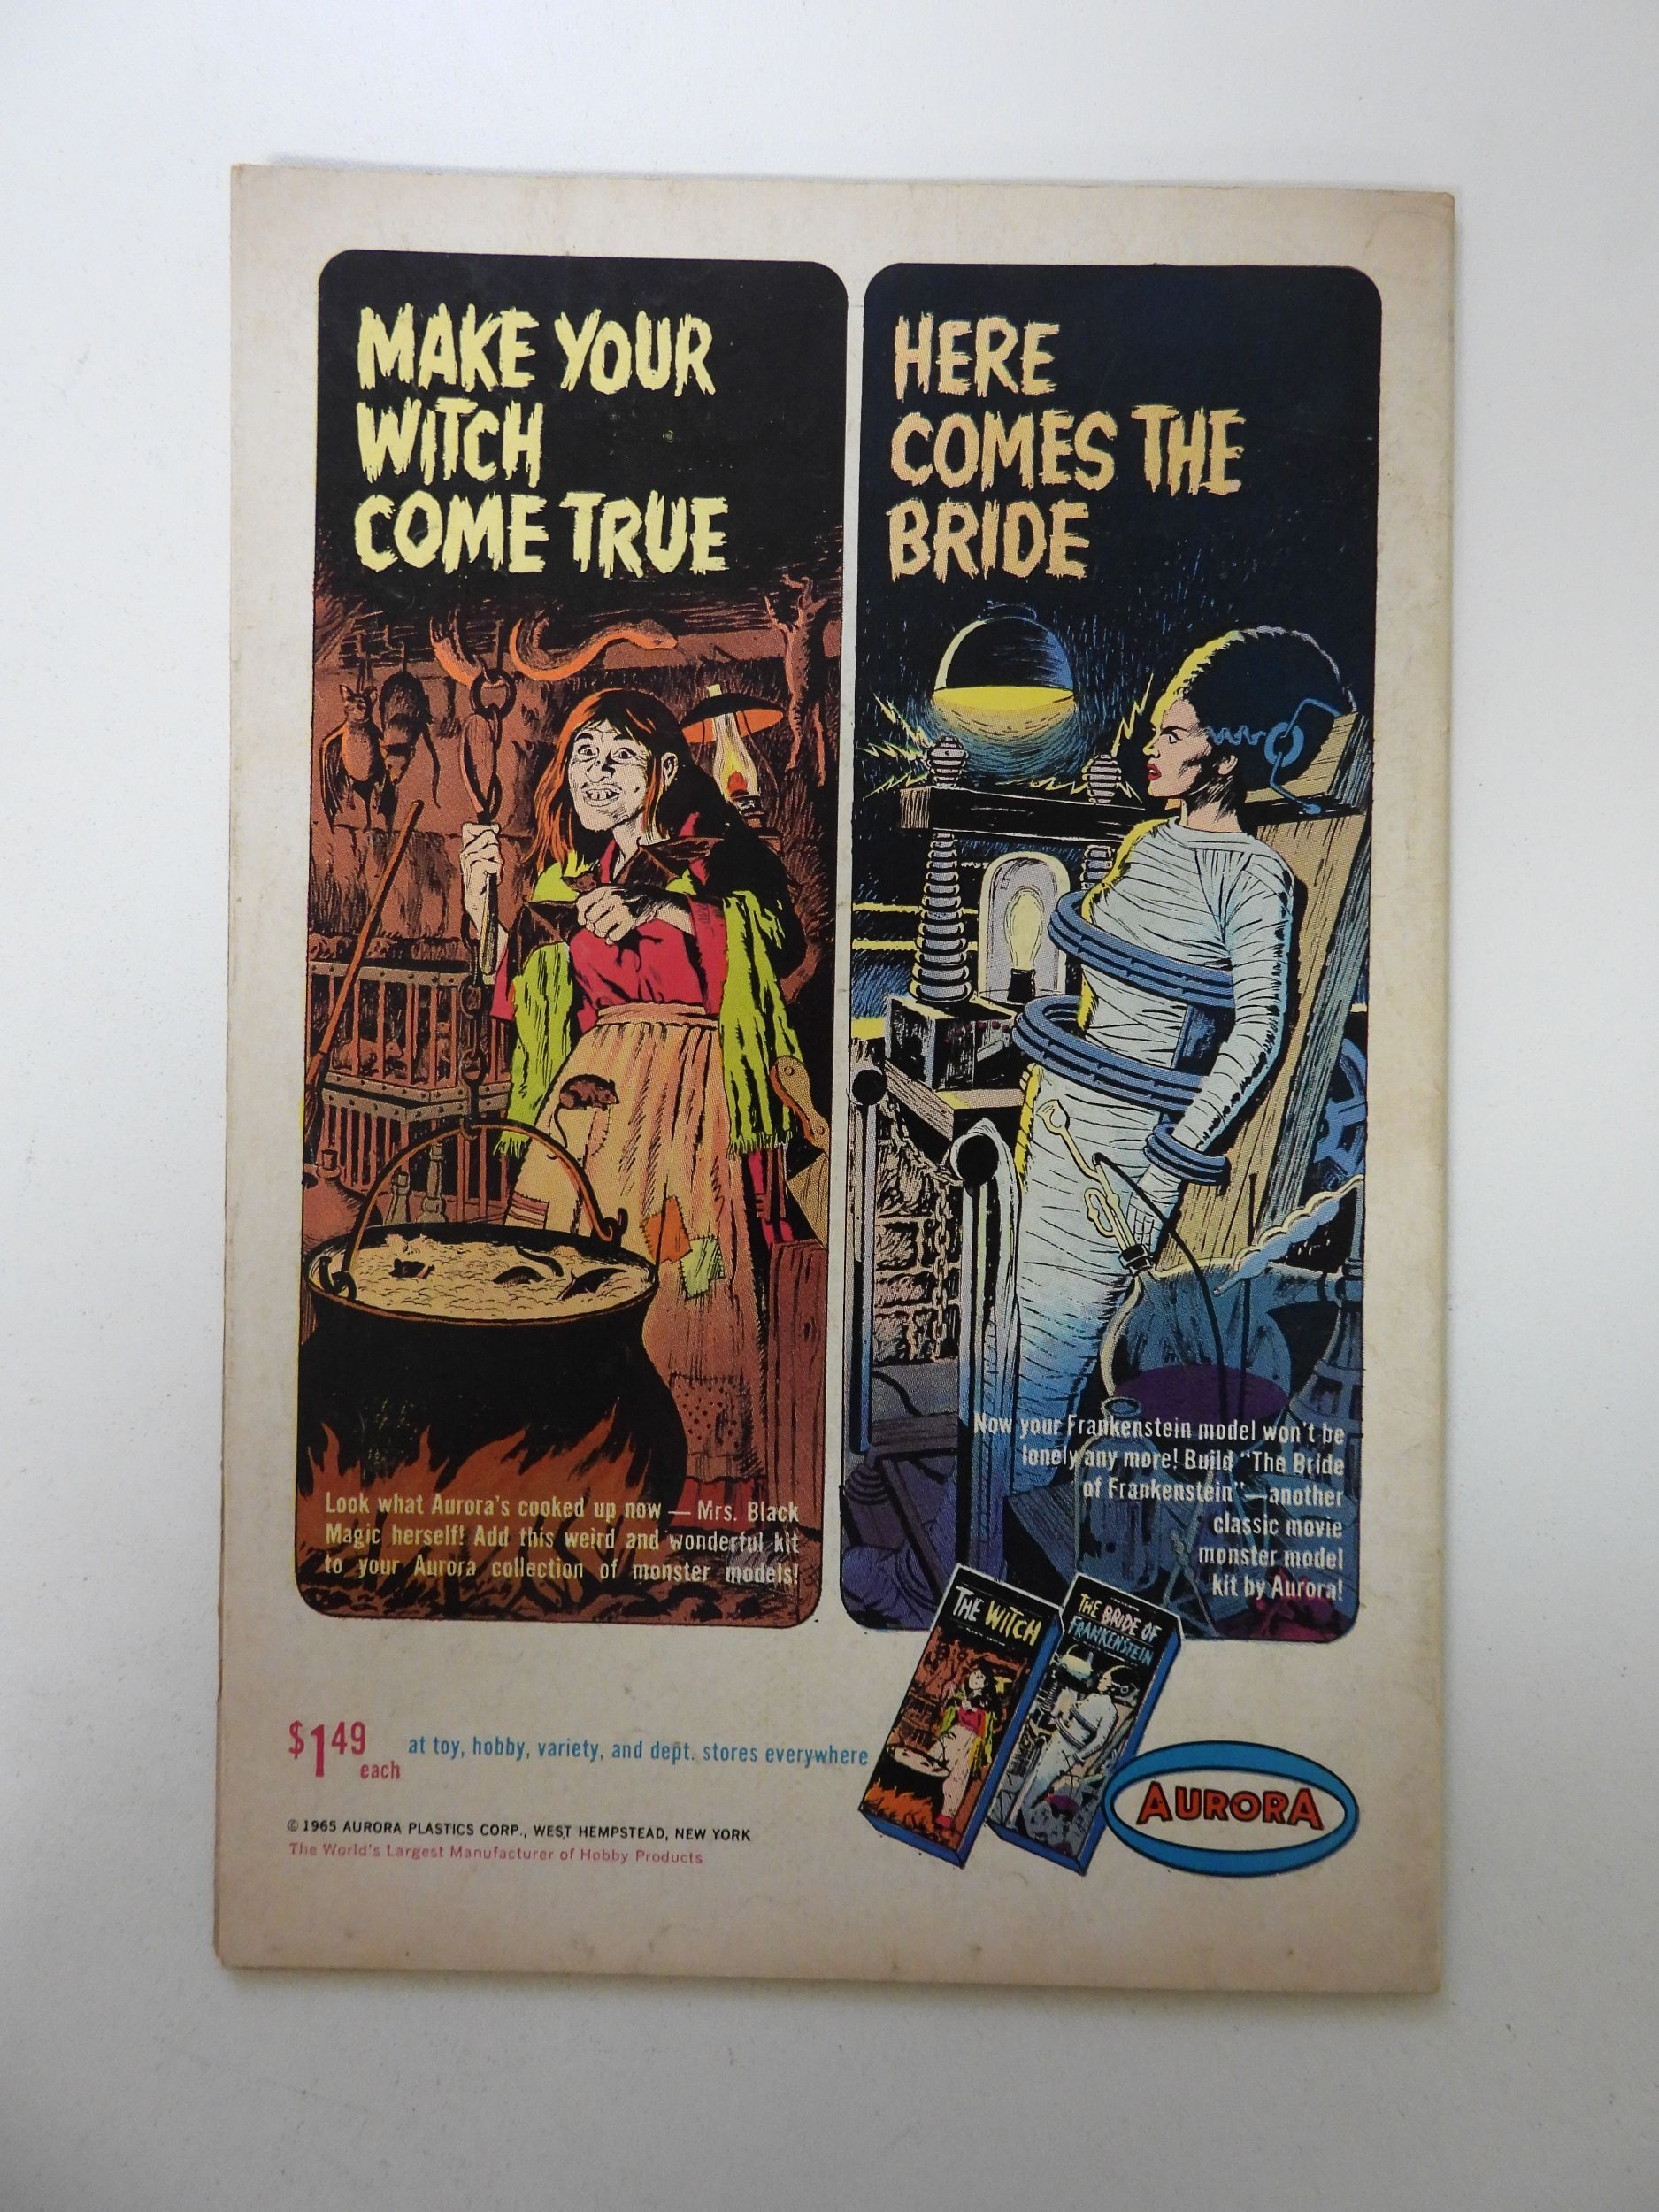 MAKE YOUR
WITCH
COME TRUE
Look what Aurora's cooked up now — Mrs. Black
Magic herself! Add this weird and wonderful kit
to your Aurora collection of monster models!
HERE
COMES THE
BRIDE
Now your Frankenstein model won't be
lonely any more! Build "The Bride
of Frankenstein"—another
classic movie
monster model
kit by Aurora!
THE WITCH
THE BRIDE OF
FRANKENSTEIN
$1.49 each
at toy, hobby, variety, and dept. stores everywhere
AURORA
© 1965 AURORA PLASTICS CORP., WEST HEMPSTEAD, NEW YORK
The World's Largest Manufacturer of Hobby Products